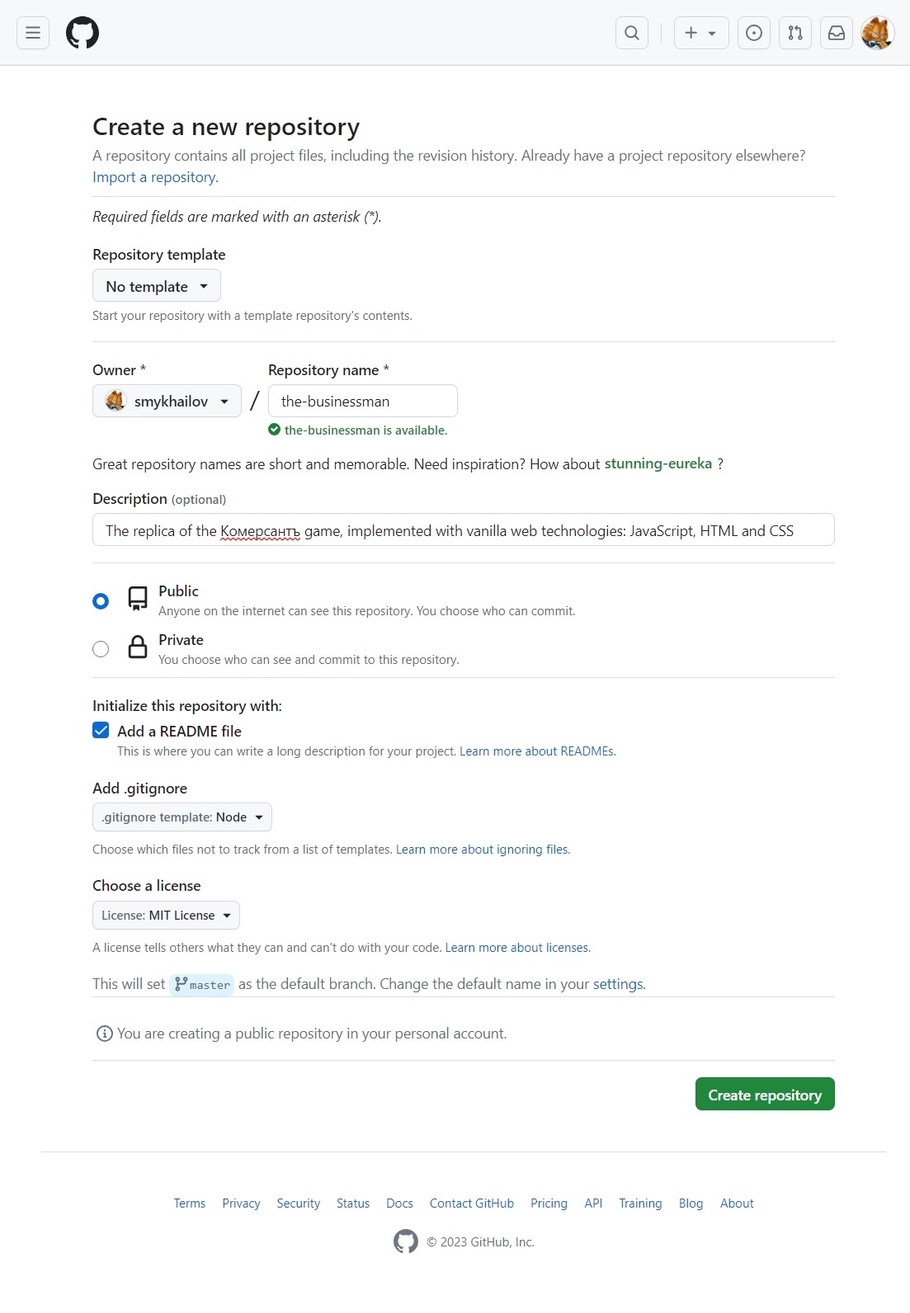 Create a new repository
A repository contains all project files, including the revision history. Already have a project repository elsewhere?
Import a repository.
Required fields are marked with an asterisk (*).
Repository template
No template
Start your repository with a template repository's contents.
Owner * Repository name *
smykhailov / the-businessman
the-businessman is available.
Great repository names are short and memorable. Need inspiration? How about stunning-eureka ?
Description (optional)
The replica of the Комерсантъ game, implemented with vanilla web technologies: JavaScript, HTML and CSS
Public
Anyone on the internet can see this repository. You choose who can commit.
Private
You choose who can see and commit to this repository.
Initialize this repository with:
Add a README file
This is where you can write a long description for your project. Learn more about READMEs.
Add .gitignore
.gitignore template: Node
Choose which files not to track from a list of templates. Learn more about ignoring files.
Choose a license
License: MIT License
A license tells others what they can and can't do with your code. Learn more about licenses.
This will set master as the default branch. Change the default name in your settings.
You are creating a public repository in your personal account.
Create repository
Terms Privacy Security Status Docs Contact GitHub Pricing API Training Blog About
© 2023 GitHub, Inc.